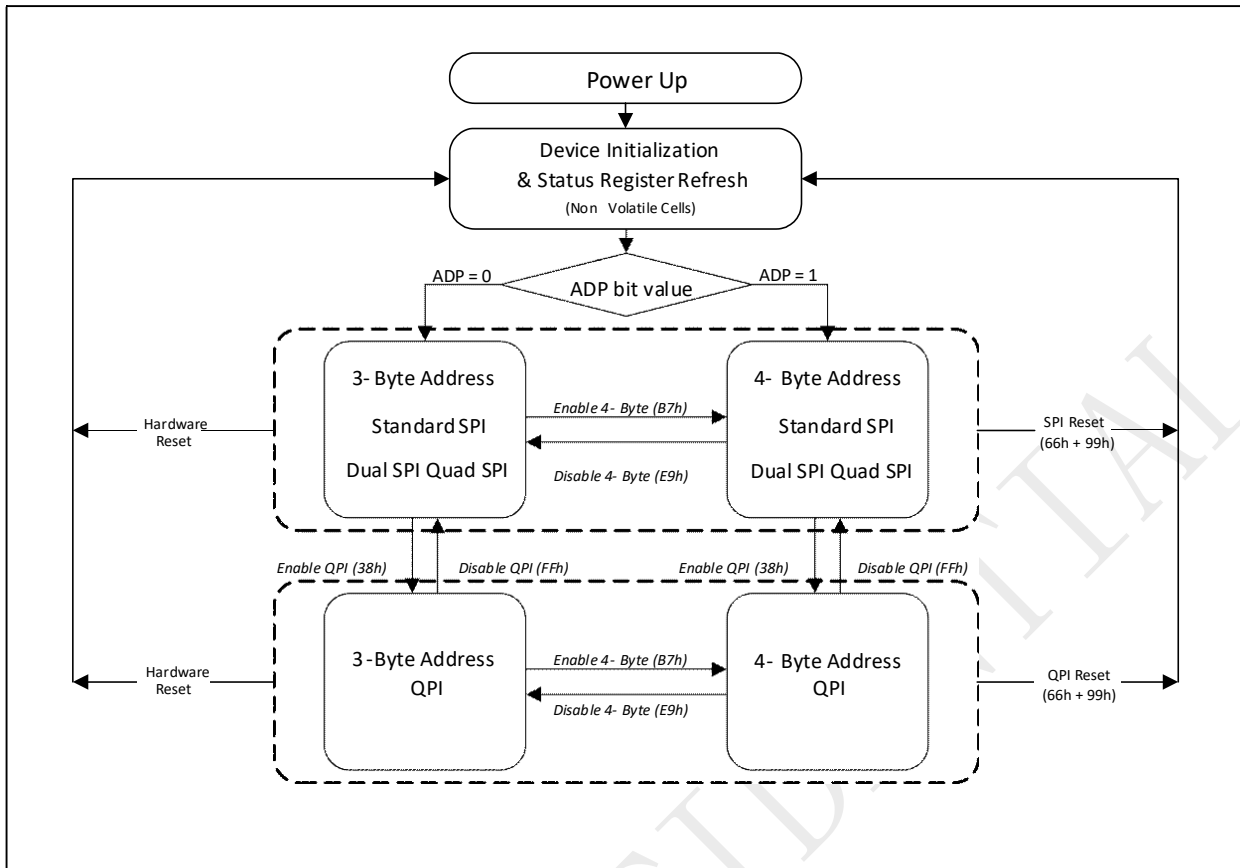 Power Up
Device Initialization
& Status Register Refresh
(Non Volatile Cells)
ADP = 0
ADP bit value
ADP = 1
3- Byte Address
Standard SPI
Dual SPI Quad SPI
Enable 4- Byte (B7h)
Disable 4- Byte (E9h)
4- Byte Address
Standard SPI
Dual SPI Quad SPI
Hardware
Reset
SPI Reset
(66h + 99h)
Enable QPI (38h)
Disable QPI (FFh)
Enable QPI (38h)
Disable QPI (FFh)
3-Byte Address
QPI
Enable 4- Byte (B7h)
Disable 4- Byte (E9h)
4- Byte Address
QPI
Hardware
Reset
QPI Reset
(66h + 99h)